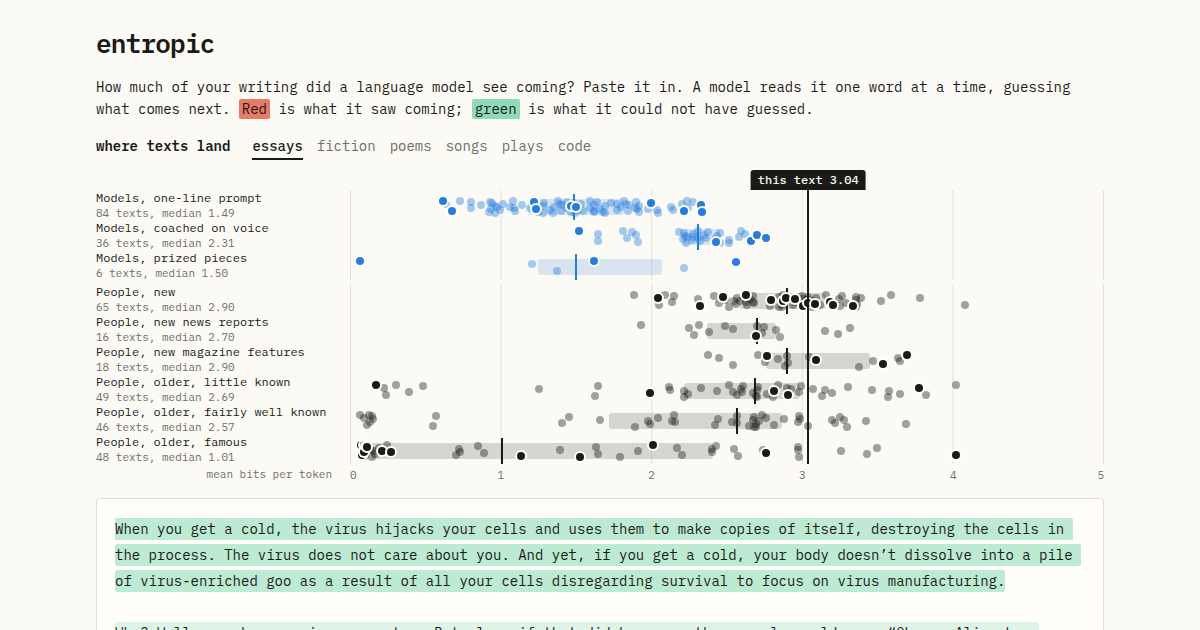 entropic
How much of your writing did a language model see coming? Paste it in. A model reads it one word at a time, guessing
what comes next. Red is what it saw coming; green is what it could not have guessed.
where texts land essays fiction poems songs plays code
this text 3.04
Models, one-line prompt
84 texts, median 1.49
Models, coached on voice
36 texts, median 2.31
Models, prized pieces
6 texts, median 1.50
People, new
65 texts, median 2.90
People, new news reports
16 texts, median 2.70
People, new magazine features
18 texts, median 2.90
People, older, little known
49 texts, median 2.69
People, older, fairly well known
46 texts, median 2.57
People, older, famous
48 texts, median 1.01
mean bits per token 0 1 2 3 4 5
When you get a cold, the virus hijacks your cells and uses them to make copies of itself, destroying the cells in
the process. The virus does not care about you. And yet, if you get a cold, your body doesn’t dissolve into a pile
of virus-enriched goo as a result of all your cells disregarding survival to focus on virus manufacturing.